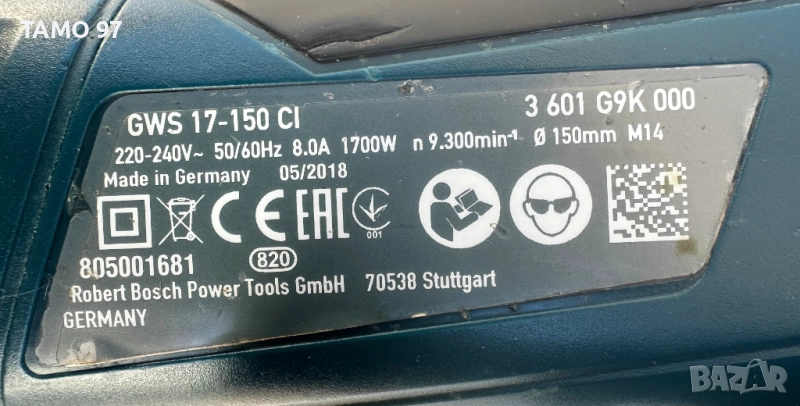 TAMO 97
GWS 17-150 CI
3 601 G9K 000
220-240V~ 50/60Hz 8.0A 1700W n 9.300min-¹ Ø 150mm M14
Made in Germany 05/2018
CE EAC 001
805001681 820
Robert Bosch Power Tools GmbH 70538 Stuttgart
GERMANY
BAZAR